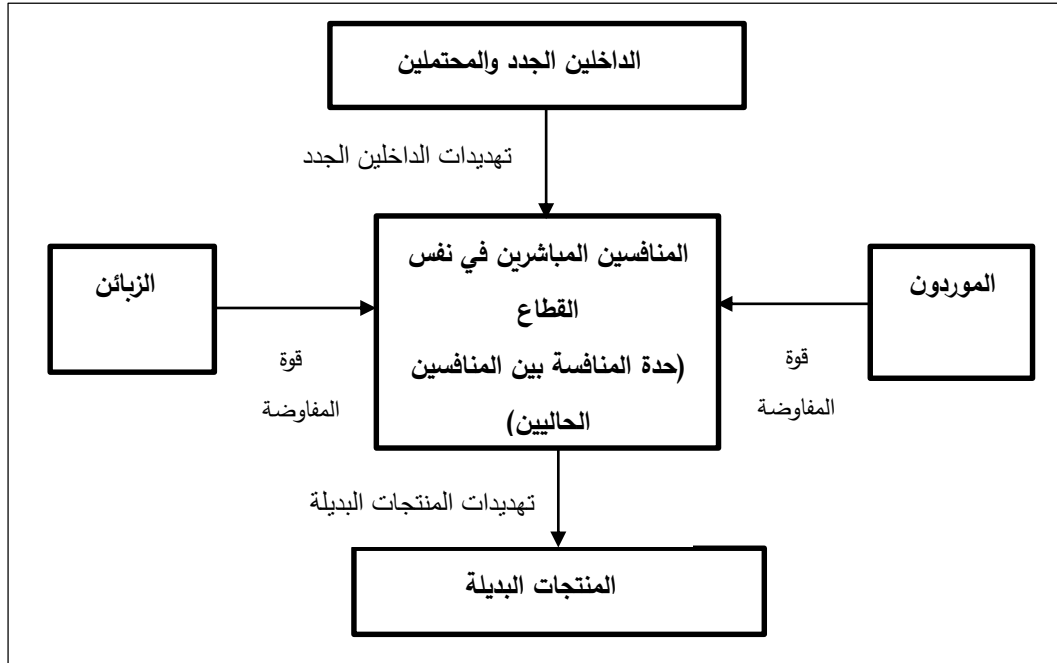 الداخلين الجدد والمحتملين
تهديدات الداخلين الجدد
الموردون
قوة
المفاوضة
المنافسين المباشرين في نفس
القطاع
(حدة المنافسة بين المنافسين
الحاليين)
الزبائن
قوة
المفاوضة
تهديدات المنتجات البديلة
المنتجات البديلة